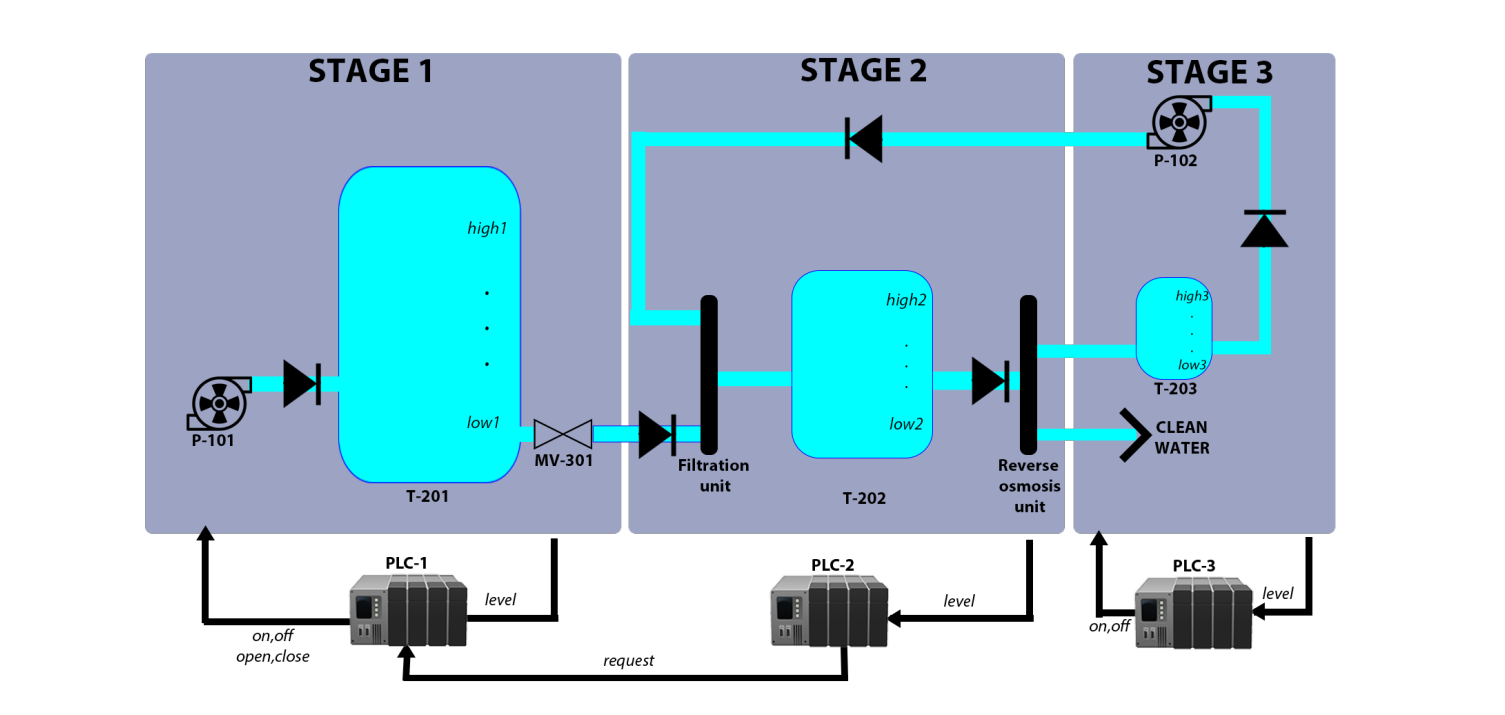 STAGE 1
STAGE 2
STAGE 3
P-102
high1
high2
high3
low3
T-203
P-101
low1
MV-301
low2
CLEAN
WATER
Filtration
unit
Reverse
osmosis
unit
T-201
T-202
PLC-1
PLC-2
PLC-3
level
level
level
on,off
open,close
on,off
request